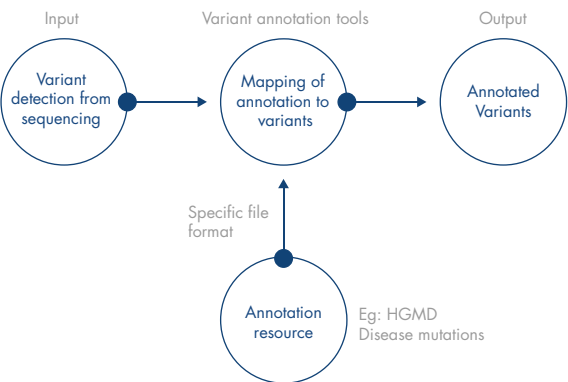 Input
Variant annotation tools
Output
Variant
detection from
sequencing
Mapping of
annotation to
variants
Annotated
Variants
Specific file
format
Annotation
resource
Eg: HGMD
Disease mutations